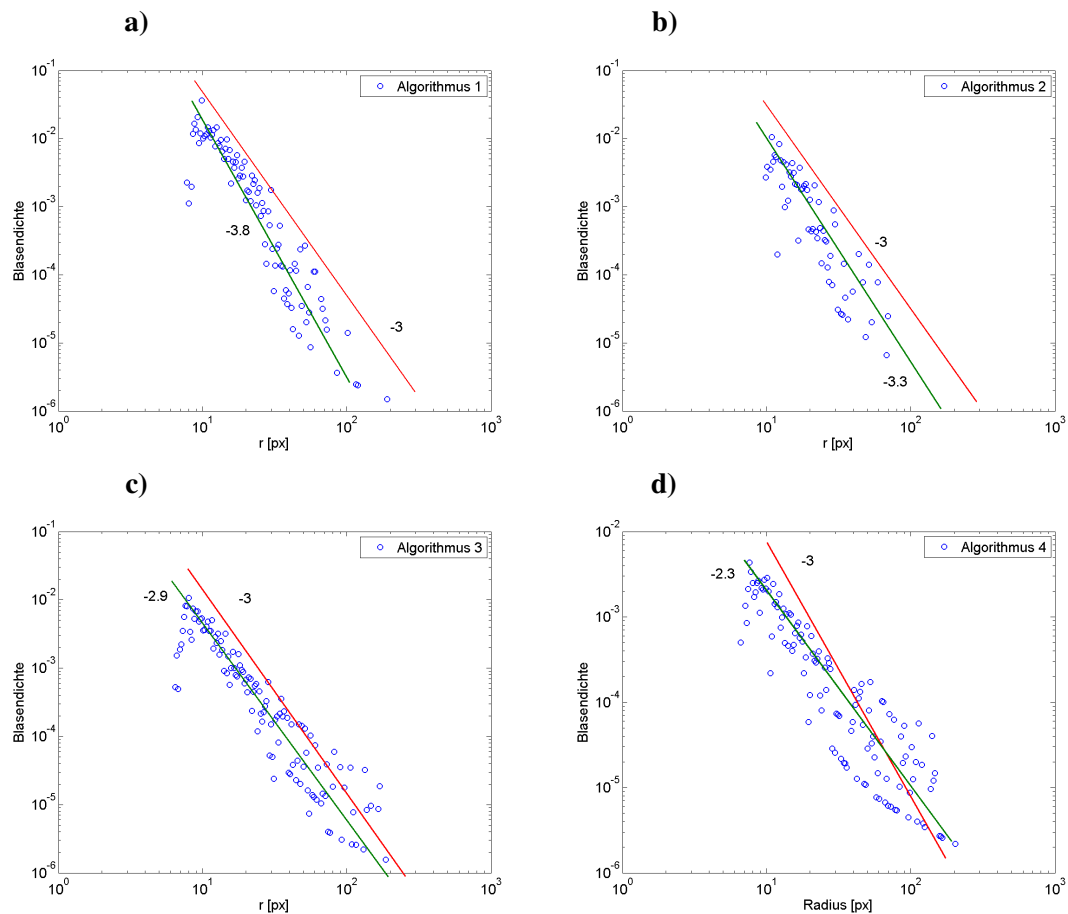 a)
10^-1
10^-2
10^-3
10^-4
10^-5
10^-6
10^0
10^1
10^2
10^3
Blasendichte
r [px]
Algorithmus 1
-3.8
-3
b)
10^-1
10^-2
10^-3
10^-4
10^-5
10^-6
10^0
10^1
10^2
10^3
Blasendichte
r [px]
Algorithmus 2
-3
-3.3
c)
10^-1
10^-2
10^-3
10^-4
10^-5
10^-6
10^0
10^1
10^2
10^3
Blasendichte
r [px]
Algorithmus 3
-2.9
-3
d)
10^-2
10^-3
10^-4
10^-5
10^-6
10^0
10^1
10^2
10^3
Blasendichte
Radius [px]
Algorithmus 4
-2.3
-3